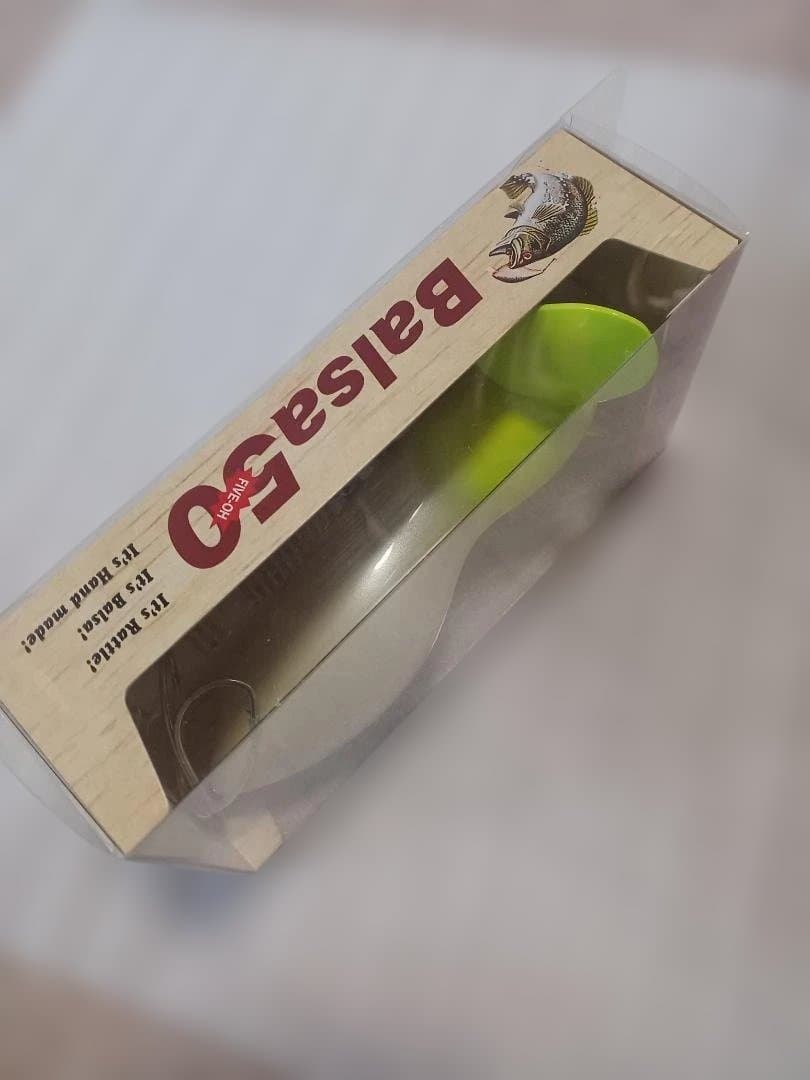 Balsa50
FIVE-OH
It's Rattle!
It's Balsa!
It's Hand made!